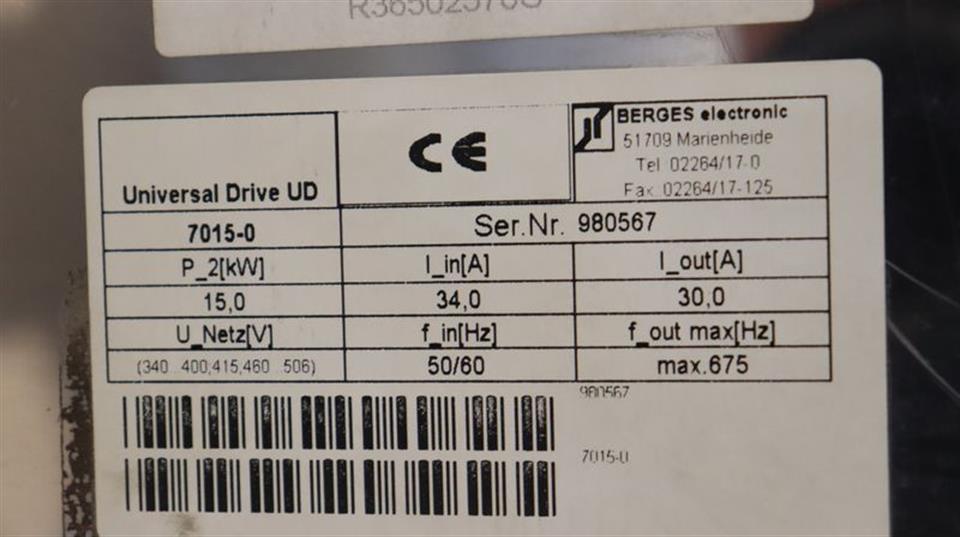 BERGES electronic
51709 Marienheide
Tel 02264/17-0
Fax 02264/17-125
CE
Universal Drive UD
7015-0
Ser.Nr. 980567
P_2[kW] I_in[A] I_out[A]
15,0 34,0 30,0
U_Netz[V] f_in[Hz] f_out max[Hz]
(340...400,415,460...506) 50/60 max.675
980567
7015-0